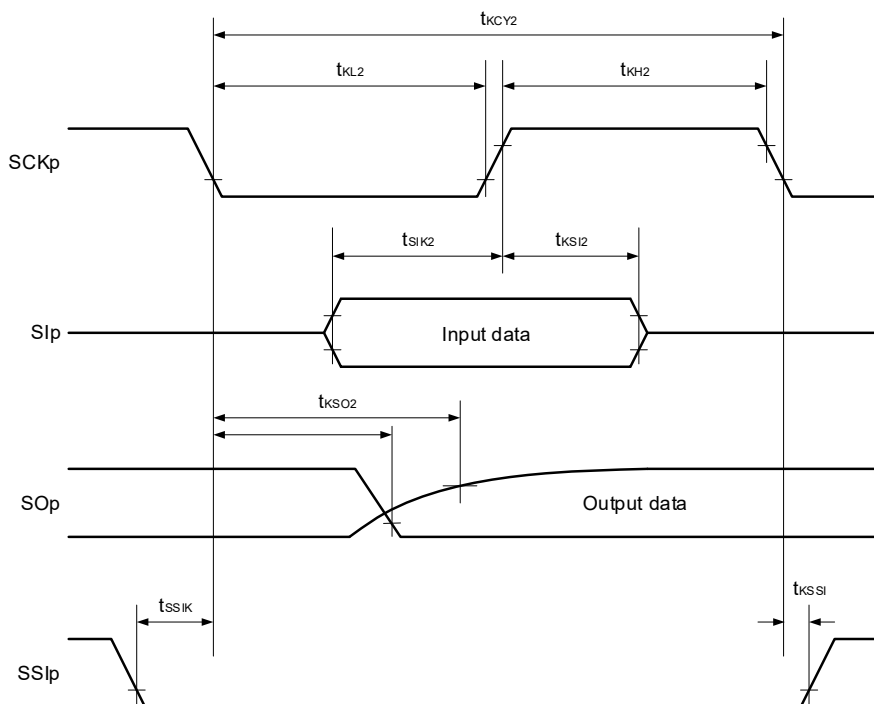 tKCY2
tKL2
tKH2
SCKp
tSIK2
tKSI2
SIp
Input data
tKSO2
SOp
Output data
tSSIK
tKSSI
SSIp